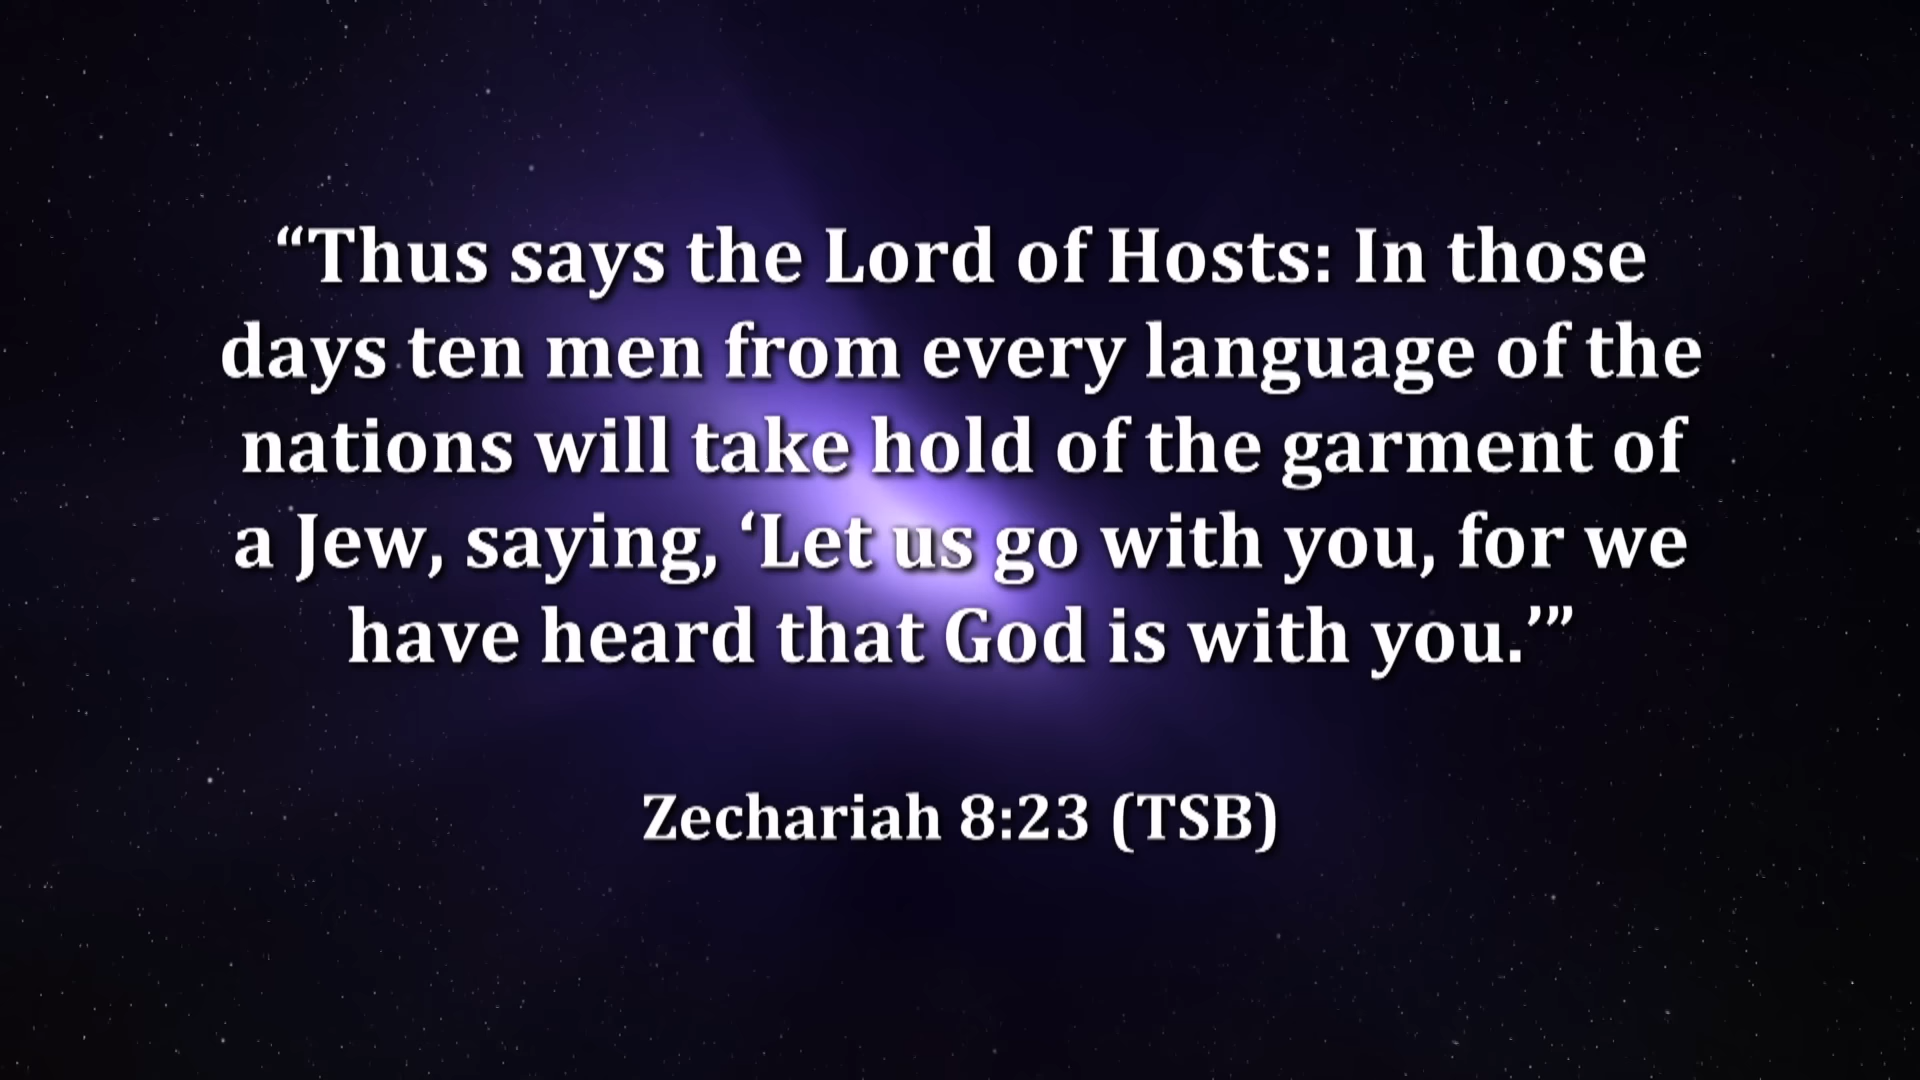 “Thus says the Lord of Hosts: In those
days ten men from every language of the
nations will take hold of the garment of
a Jew, saying, ‘Let us go with you, for we
have heard that God is with you.’”
Zechariah 8:23 (TSB)